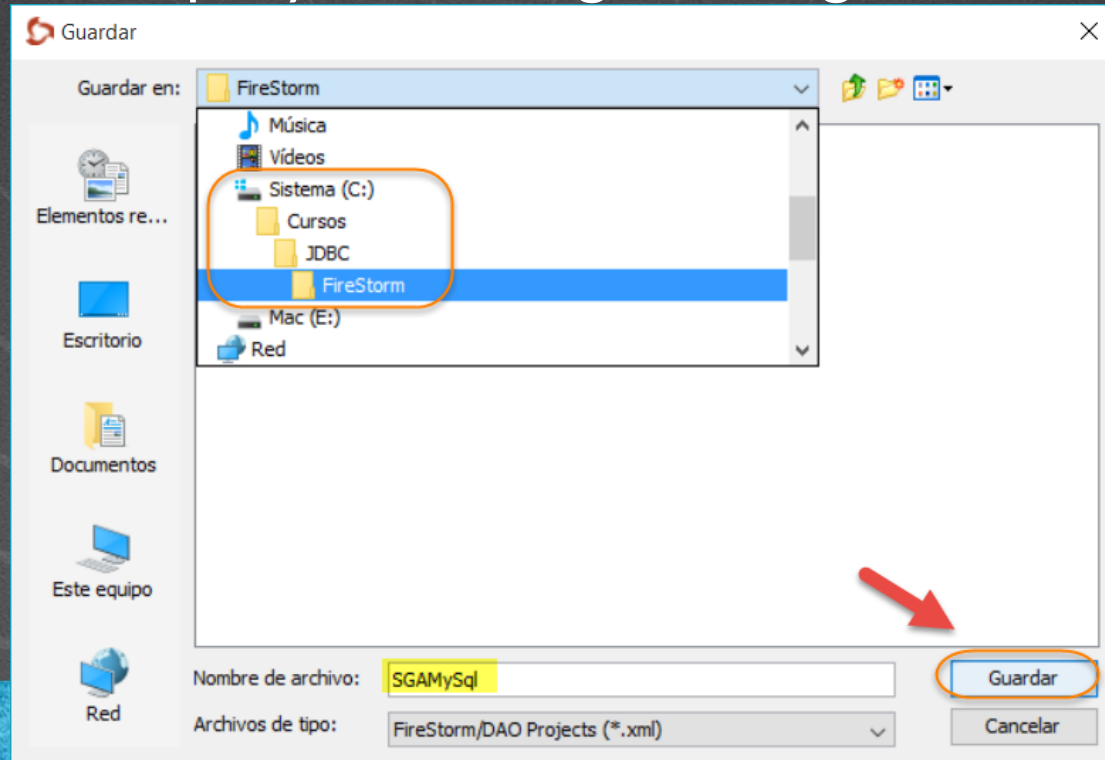 Guardar
Guardar en:
FireStorm
Música
Vídeos
Sistema (C:)
Cursos
JDBC
FireStorm
Mac (E:)
Red
Elementos re...
Escritorio
Documentos
Este equipo
Red
Nombre de archivo: SGAMySql
Guardar
Archivos de tipo: FireStorm/DAO Projects (*.xml)
Cancelar